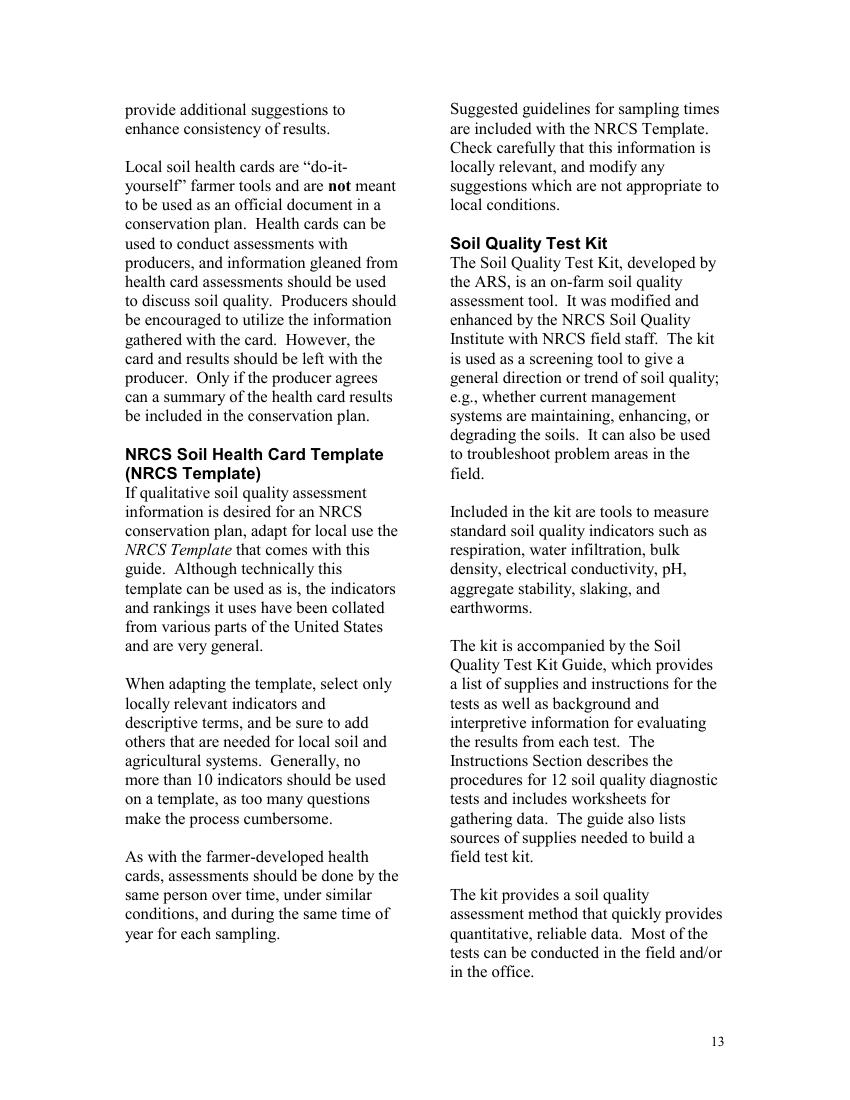 provide additional suggestions to
enhance consistency of results.
Local soil health cards are “do-it-
yourself” farmer tools and are not meant
to be used as an official document in a
conservation plan.  Health cards can be
used to conduct assessments with
producers, and information gleaned from
health card assessments should be used
to discuss soil quality.  Producers should
be encouraged to utilize the information
gathered with the card.  However, the
card and results should be left with the
producer.  Only if the producer agrees
can a summary of the health card results
be included in the conservation plan.
NRCS Soil Health Card Template
(NRCS Template)
If qualitative soil quality assessment
information is desired for an NRCS
conservation plan, adapt for local use the
NRCS Template that comes with this
guide.  Although technically this
template can be used as is, the indicators
and rankings it uses have been collated
from various parts of the United States
and are very general.
When adapting the template, select only
locally relevant indicators and
descriptive terms, and be sure to add
others that are needed for local soil and
agricultural systems.  Generally, no
more than 10 indicators should be used
on a template, as too many questions
make the process cumbersome.
As with the farmer-developed health
cards, assessments should be done by the
same person over time, under similar
conditions, and during the same time of
year for each sampling.
Suggested guidelines for sampling times
are included with the NRCS Template.
Check carefully that this information is
locally relevant, and modify any
suggestions which are not appropriate to
local conditions.
Soil Quality Test Kit
The Soil Quality Test Kit, developed by
the ARS, is an on-farm soil quality
assessment tool.  It was modified and
enhanced by the NRCS Soil Quality
Institute with NRCS field staff.  The kit
is used as a screening tool to give a
general direction or trend of soil quality;
e.g., whether current management
systems are maintaining, enhancing, or
degrading the soils.  It can also be used
to troubleshoot problem areas in the
field.
Included in the kit are tools to measure
standard soil quality indicators such as
respiration, water infiltration, bulk
density, electrical conductivity, pH,
aggregate stability, slaking, and
earthworms.
The kit is accompanied by the Soil
Quality Test Kit Guide, which provides
a list of supplies and instructions for the
tests as well as background and
interpretive information for evaluating
the results from each test.  The
Instructions Section describes the
procedures for 12 soil quality diagnostic
tests and includes worksheets for
gathering data.  The guide also lists
sources of supplies needed to build a
field test kit.
The kit provides a soil quality
assessment method that quickly provides
quantitative, reliable data.  Most of the
tests can be conducted in the field and/or
in the office.
13